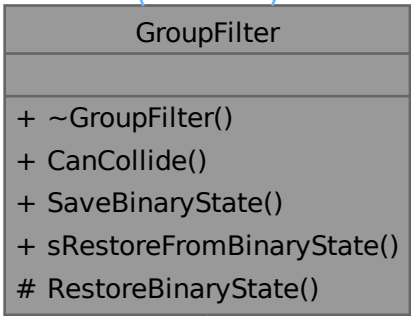 GroupFilter
+ ~GroupFilter()
+ CanCollide()
+ SaveBinaryState()
+ sRestoreFromBinaryState()
# RestoreBinaryState()